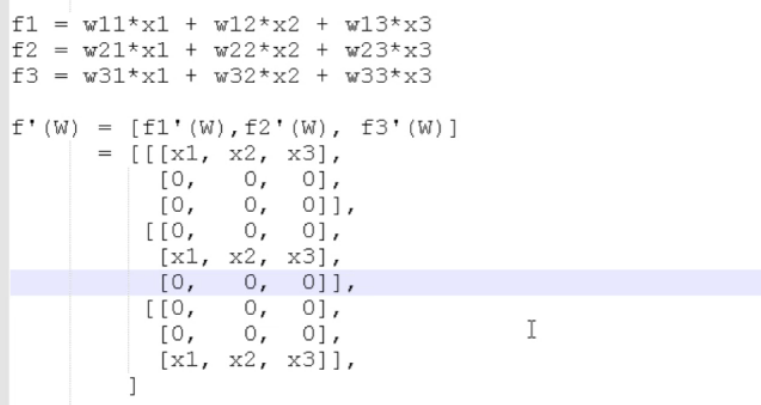 f1 = w11*x1 + w12*x2 + w13*x3
f2 = w21*x1 + w22*x2 + w23*x3
f3 = w31*x1 + w32*x2 + w33*x3
f'(W) = [f1'(W),f2'(W), f3'(W)]
= [[[x1, x2, x3],
[0, 0, 0],
[0, 0, 0]],
[[0, 0, 0],
[x1, x2, x3],
[0, 0, 0]],
[[0, 0, 0],
[0, 0, 0],
[x1, x2, x3]],
]